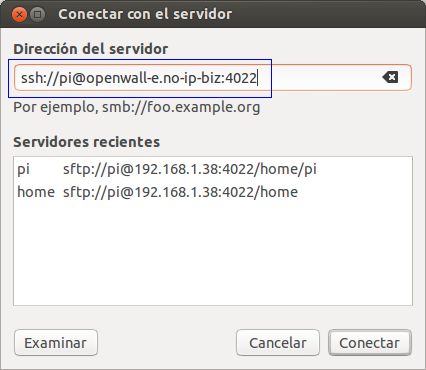 Conectar con el servidor
Dirección del servidor
ssh://pi@openwall-e.no-ip-biz:4022
Por ejemplo, smb://foo.example.org
Servidores recientes
pi sftp://pi@192.168.1.38:4022/home/pi
home sftp://pi@192.168.1.38:4022/home
Examinar Cancelar Conectar